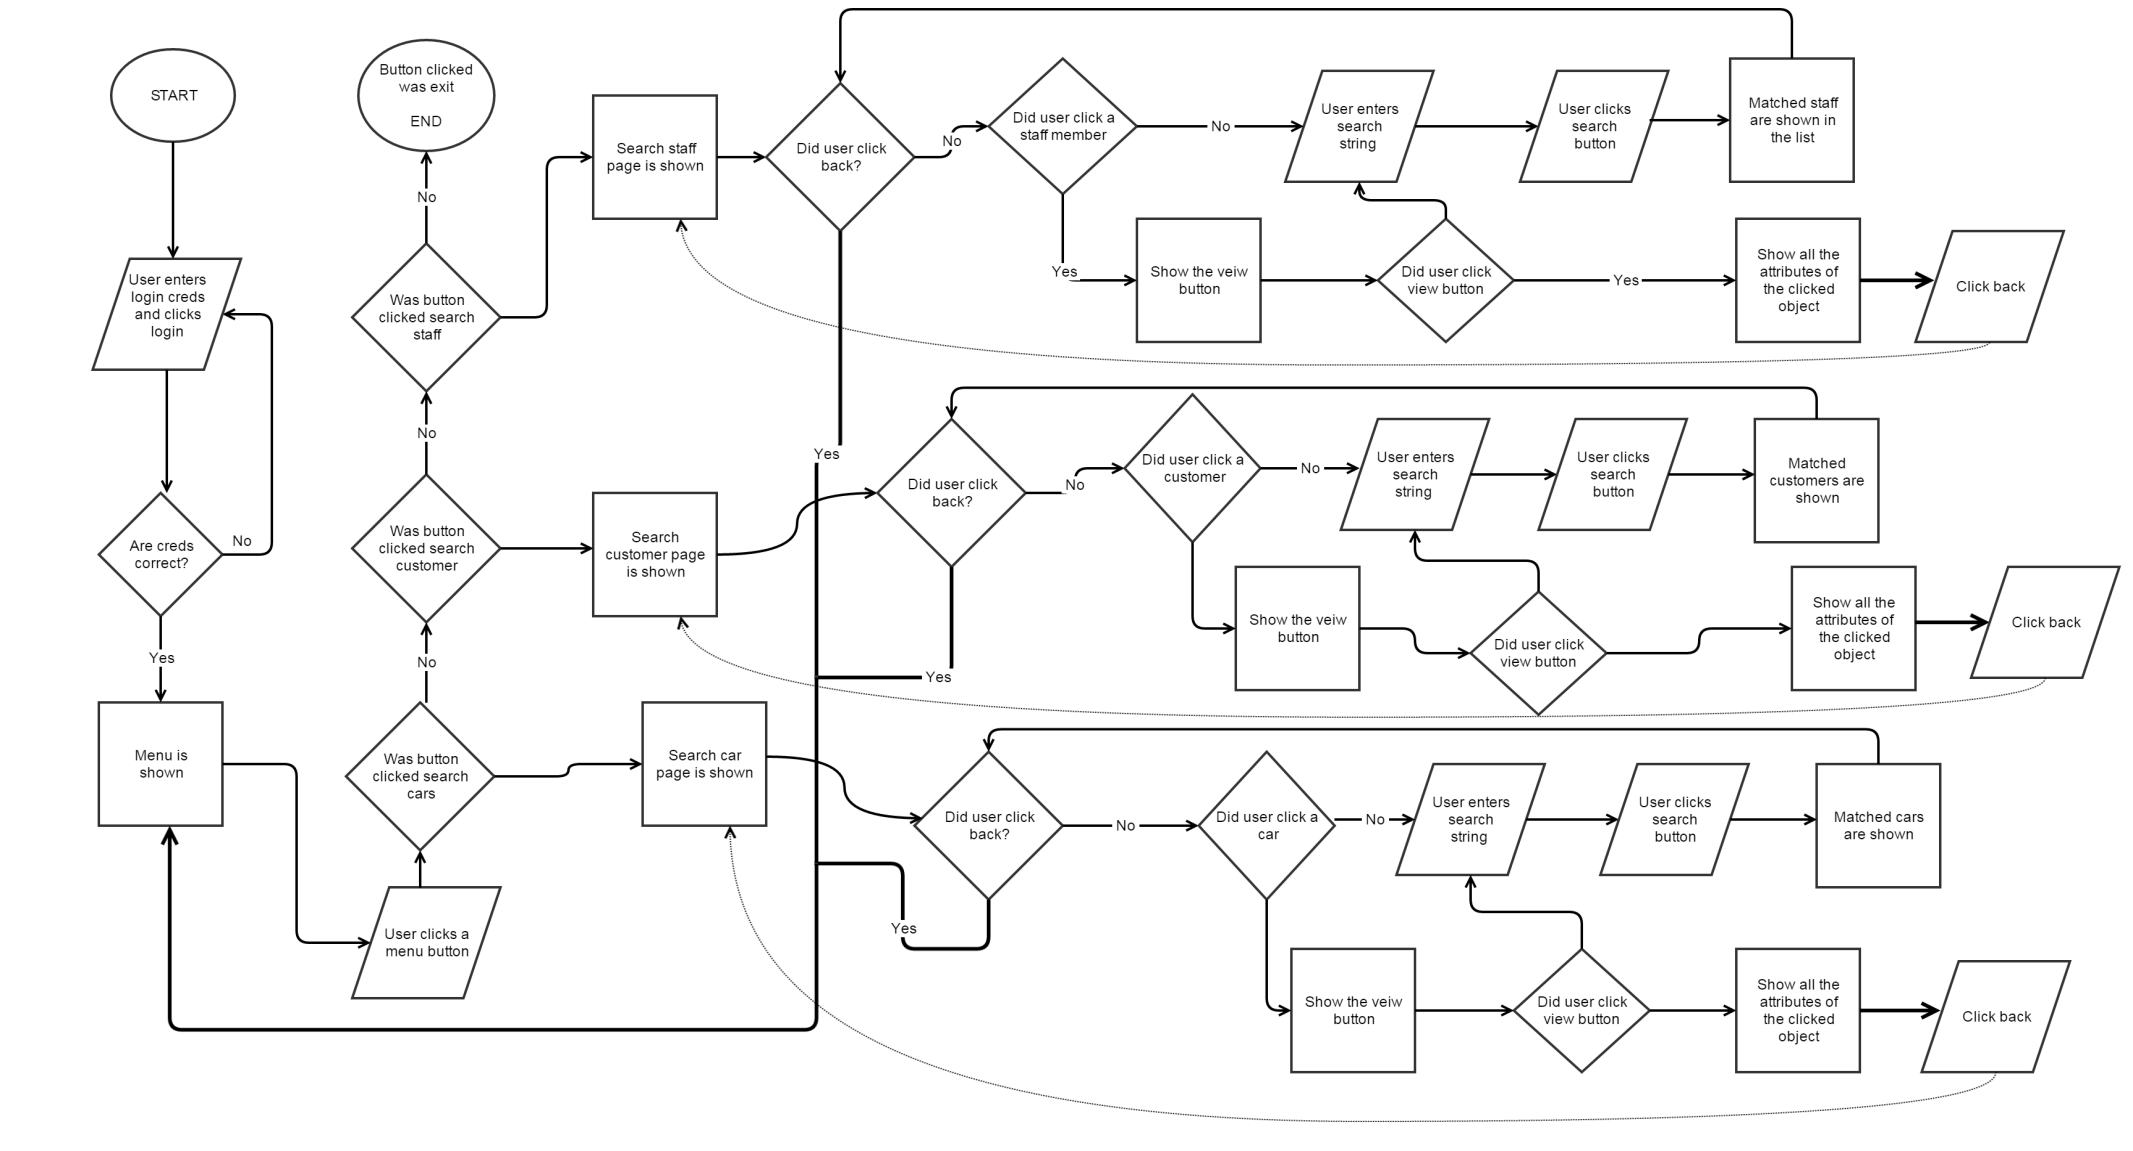 START
User enters
login creds
and clicks
login
Are creds
correct?
No
Yes
Menu is
shown
User clicks a
menu button
Was button
clicked search
cars
No
Was button
clicked search
customer
No
Was button
clicked search
staff
No
Button clicked
was exit
END
Search staff
page is shown
Did user click
back?
No
Yes
Did user click a
staff member
No
User enters
search
string
User clicks
search
button
Matched staff
are shown in
the list
Yes
Show the veiw
button
Did user click
view button
Yes
Show all the
attributes of
the clicked
object
Click back
Search
customer page
is shown
Did user click
back?
No
Yes
Did user click a
customer
No
User enters
search
string
User clicks
search
button
Matched
customers are
shown
Show the veiw
button
Did user click
view button
Show all the
attributes of
the clicked
object
Click back
Search car
page is shown
Did user click
back?
No
Yes
Did user click a
car
No
User enters
search
string
User clicks
search
button
Matched cars
are shown
Show the veiw
button
Did user click
view button
Show all the
attributes of
the clicked
object
Click back